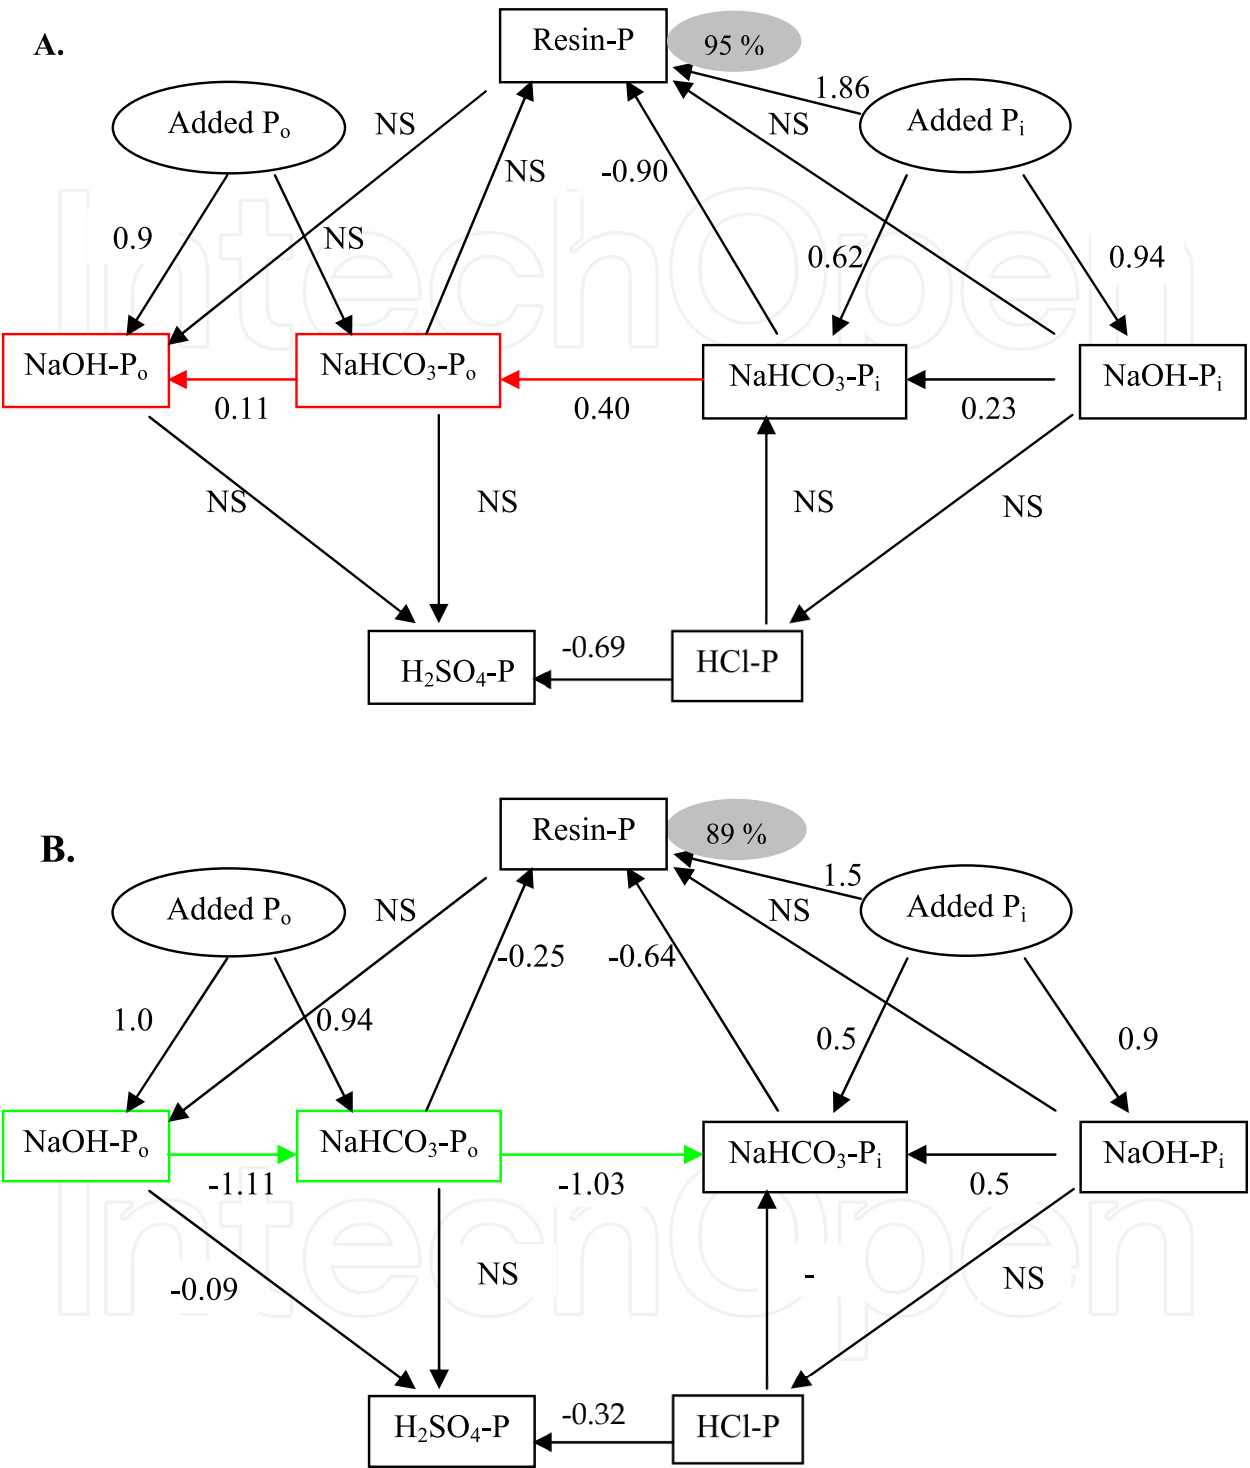 A.
Resin-P
95 %
Added Pₒ
NS
1.86
Added Pᵢ
NS
NS
-0.90
0.9
NS
0.62
0.94
NaOH-Pₒ
NaHCO₃-Pₒ
NaHCO₃-Pᵢ
NaOH-Pᵢ
0.11
0.40
0.23
NS
NS
NS
NS
H₂SO₄-P
-0.69
HCl-P
IntechOpen
B.
Resin-P
89 %
Added Pₒ
NS
1.5
Added Pᵢ
NS
-0.25
-0.64
1.0
0.94
0.5
0.9
NaOH-Pₒ
NaHCO₃-Pₒ
NaHCO₃-Pᵢ
NaOH-Pᵢ
-1.11
-1.03
0.5
-0.09
NS
-
NS
H₂SO₄-P
-0.32
HCl-P
IntechOpen